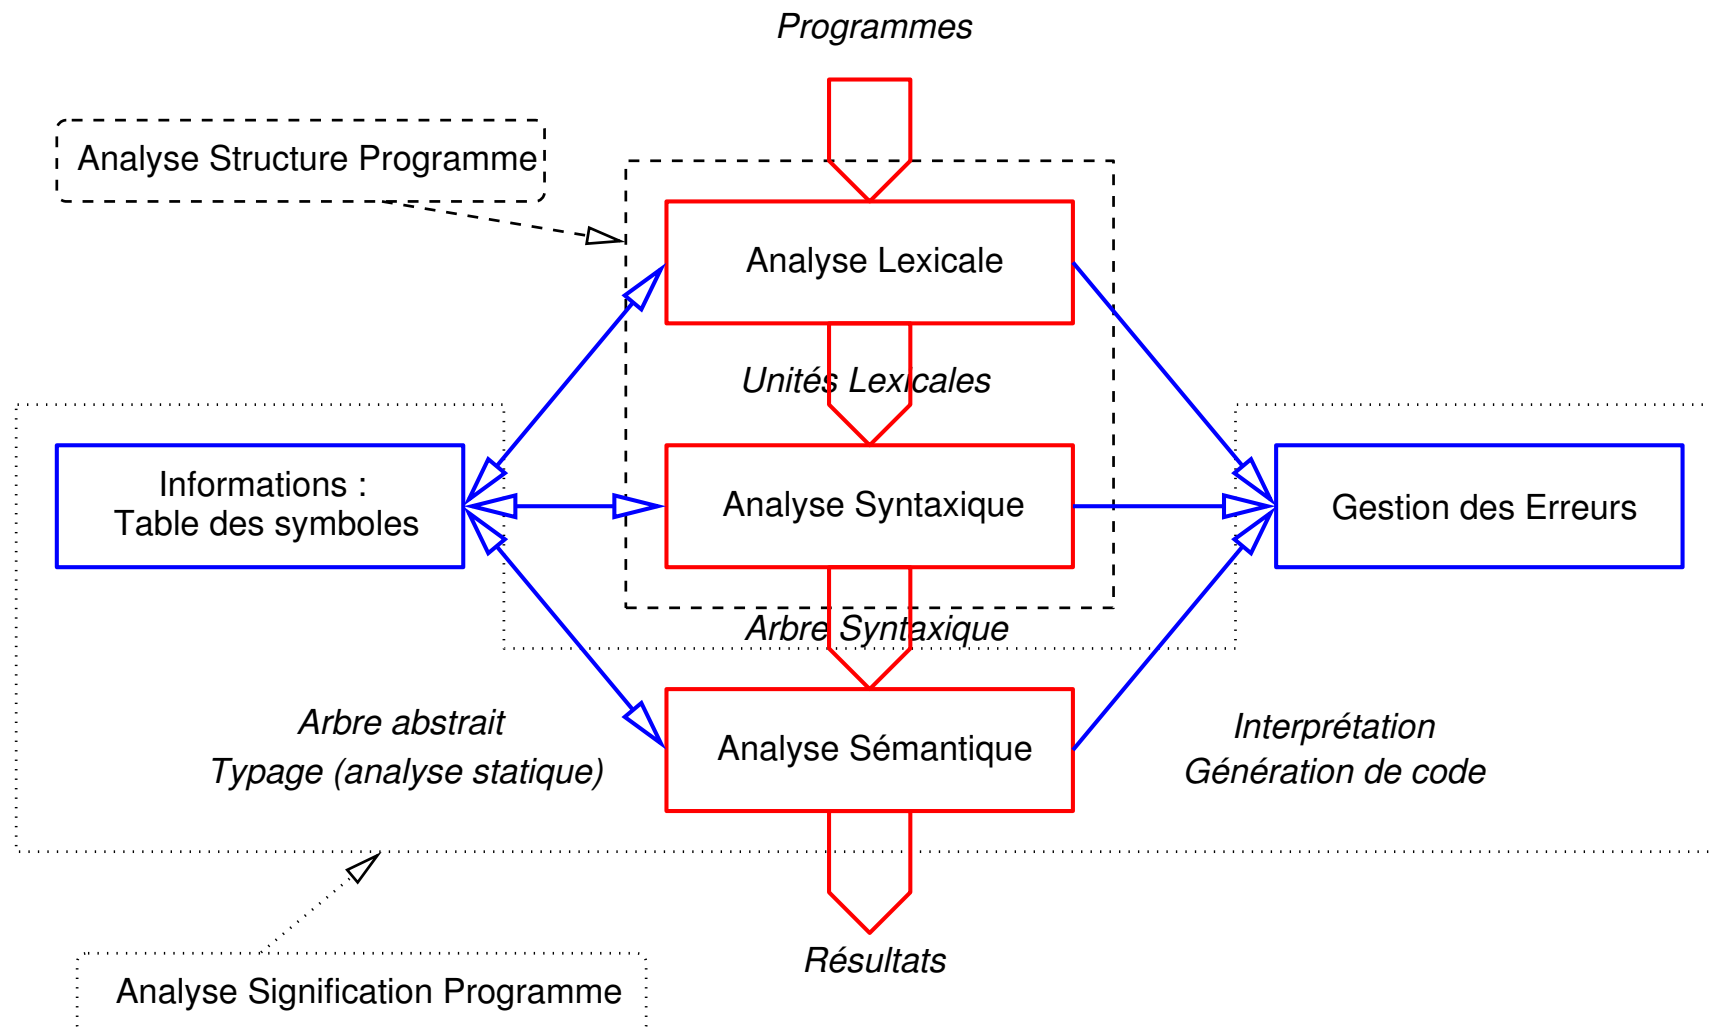 Programmes
Analyse Structure Programme
Analyse Lexicale
Unités Lexicales
Informations :
Table des symboles
Analyse Syntaxique
Gestion des Erreurs
Arbre Syntaxique
Arbre abstrait
Typage (analyse statique)
Analyse Sémantique
Interprétation
Génération de code
Résultats
Analyse Signification Programme